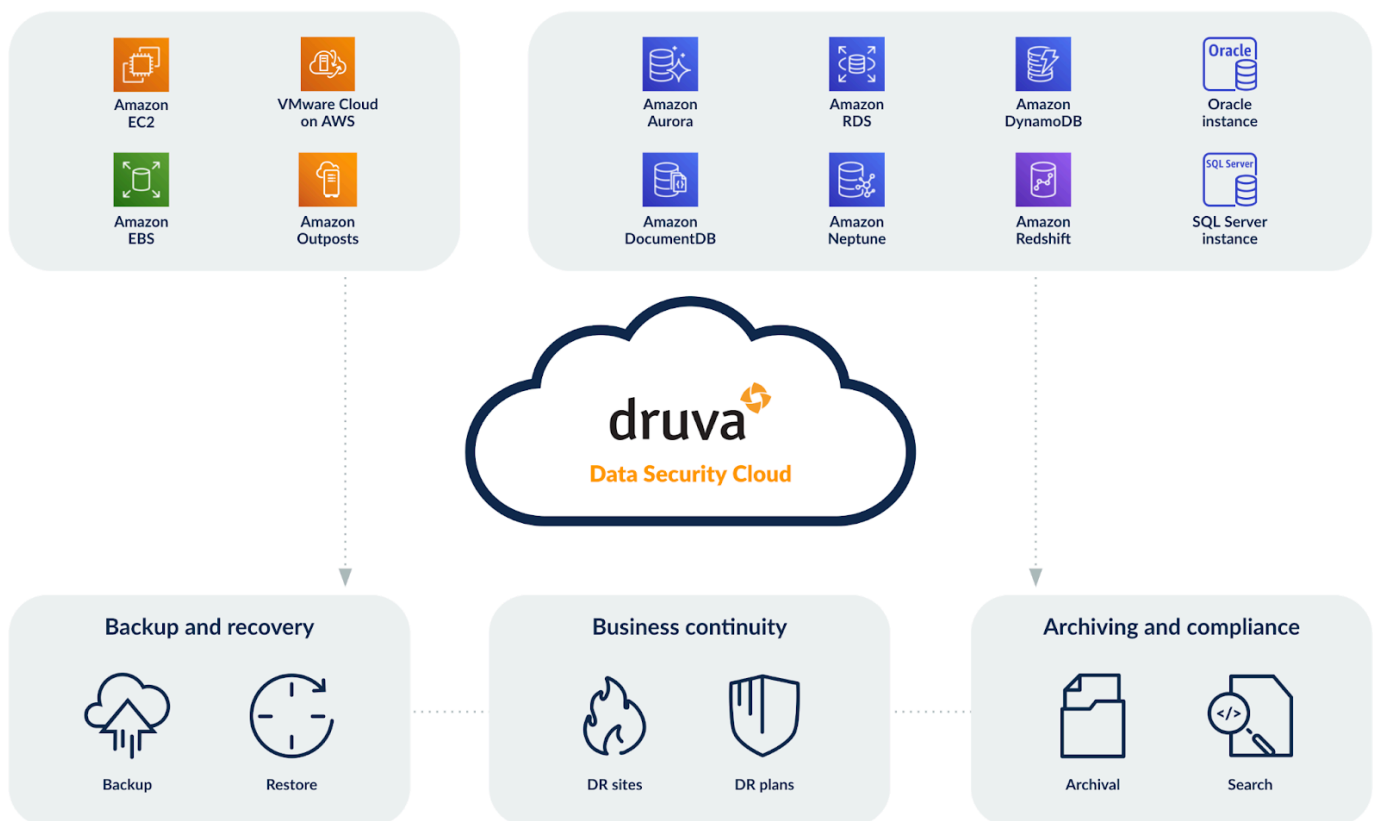 Amazon
EC2
VMware Cloud
on AWS
Amazon
EBS
Amazon
Outposts
Amazon
Aurora
Amazon
RDS
Amazon
DynamoDB
Oracle
Oracle
instance
Amazon
DocumentDB
Amazon
Neptune
Amazon
Redshift
SQL Server
SQL Server
instance
druva
Data Security Cloud
Backup and recovery
Backup
Restore
Business continuity
DR sites
DR plans
Archiving and compliance
</>
Archival
Search